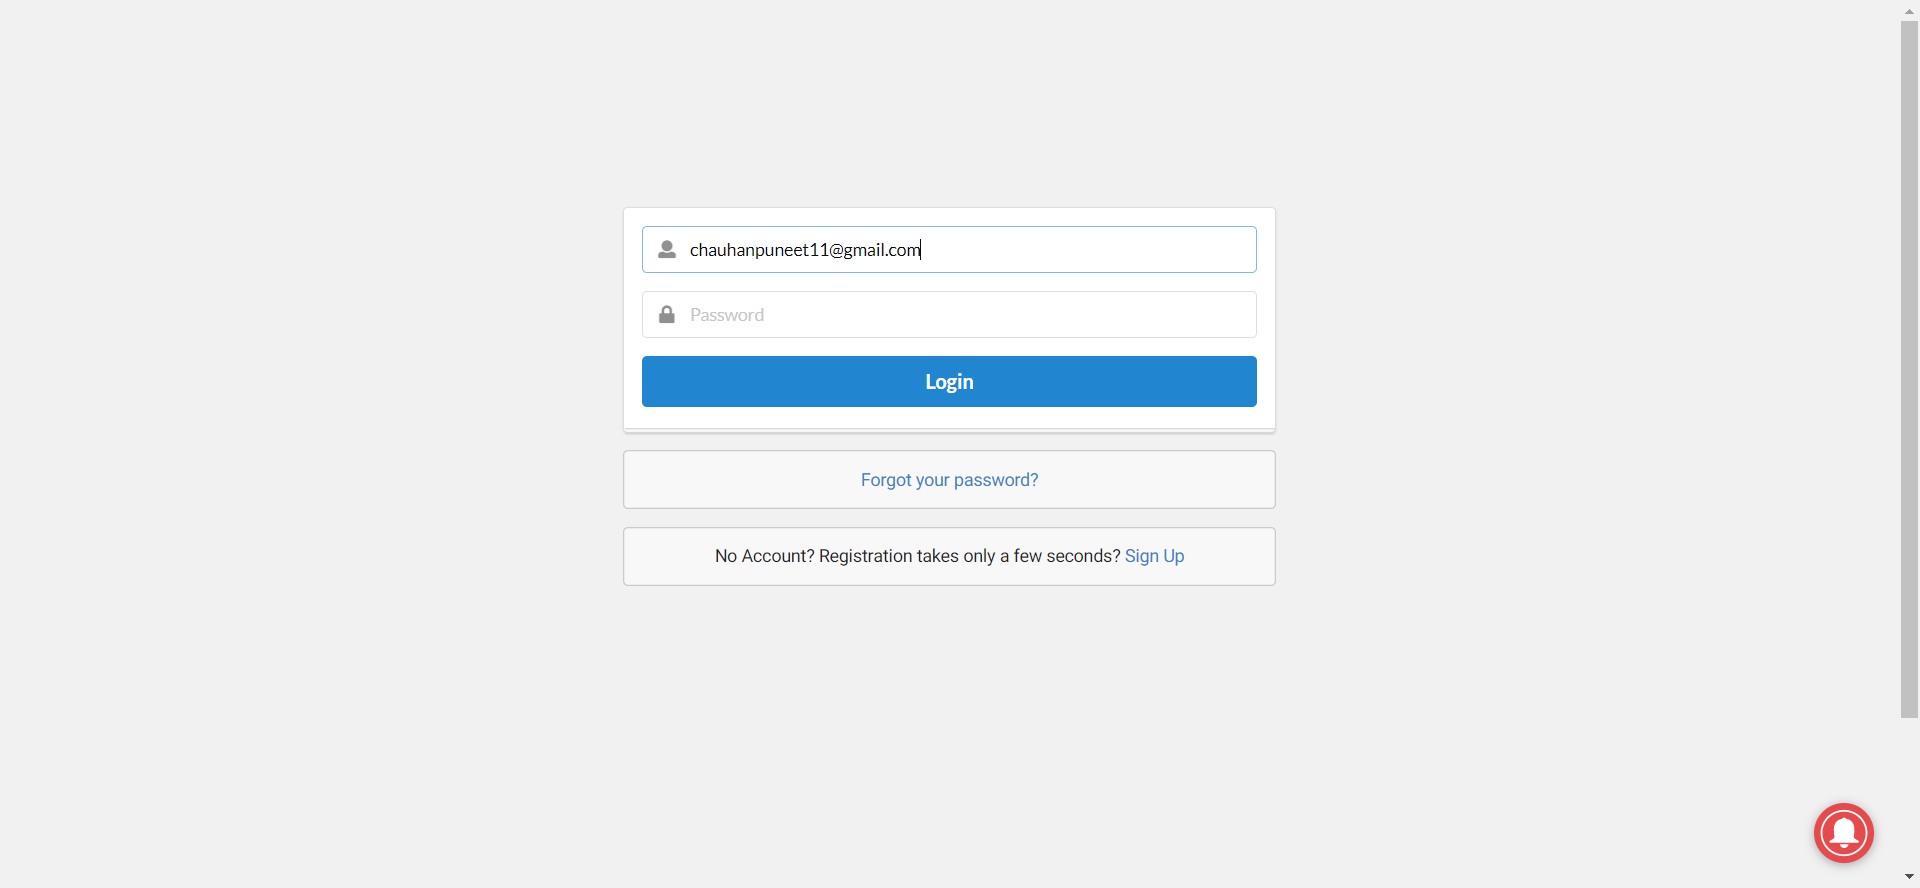 chauhanpuneet11@gmail.com
Password
Login
Forgot your password?
No Account? Registration takes only a few seconds? Sign Up